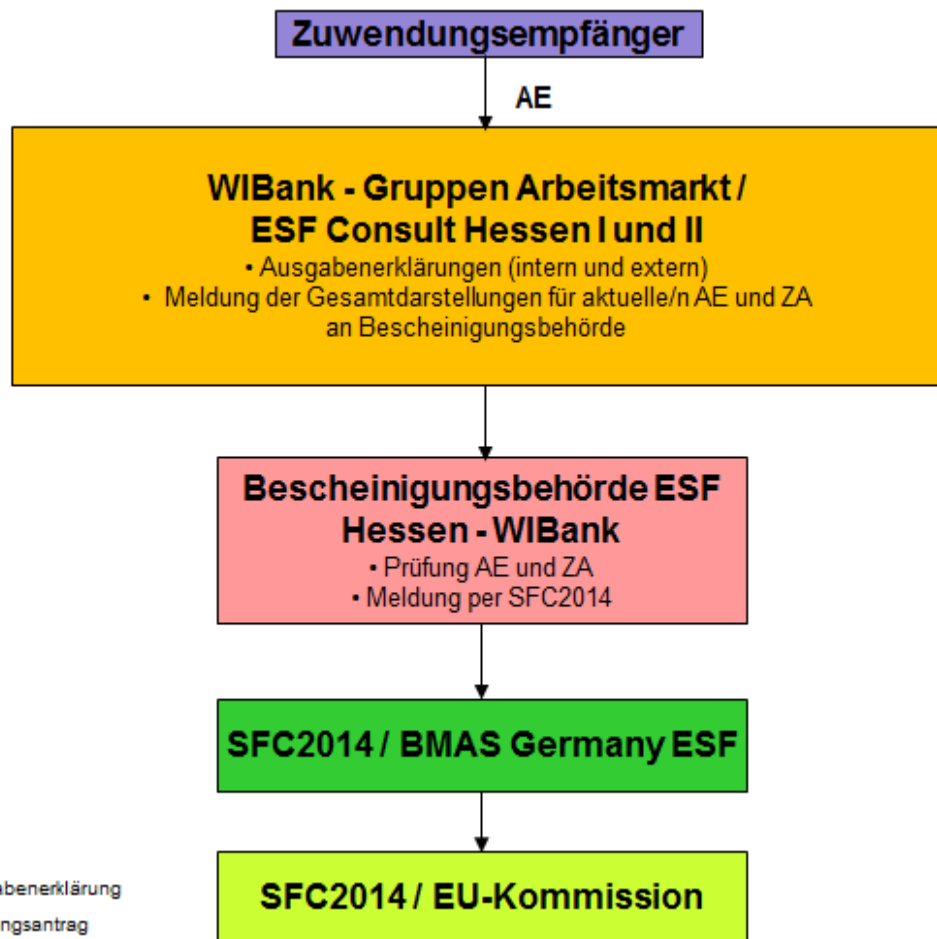 Zuwendungsempfänger
AE
WIBank - Gruppen Arbeitsmarkt /
ESF Consult Hessen I und II
• Ausgabenerklärungen (intern und extern)
• Meldung der Gesamtdarstellungen für aktuelle/n AE und ZA
an Bescheinigungsbehörde
Bescheinigungsbehörde ESF
Hessen - WIBank
• Prüfung AE und ZA
• Meldung per SFC2014
SFC2014 / BMAS Germany ESF
SFC2014 / EU-Kommission
abenerklärung
ngsantrag